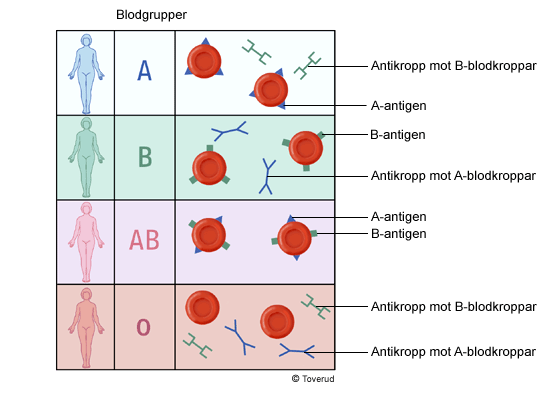 Blodgrupper
A
Antikropp mot B-blodkroppar
A-antigen
B
B-antigen
Antikropp mot A-blodkroppar
AB
A-antigen
B-antigen
O
Antikropp mot B-blodkroppar
Antikropp mot A-blodkroppar
© Toverud